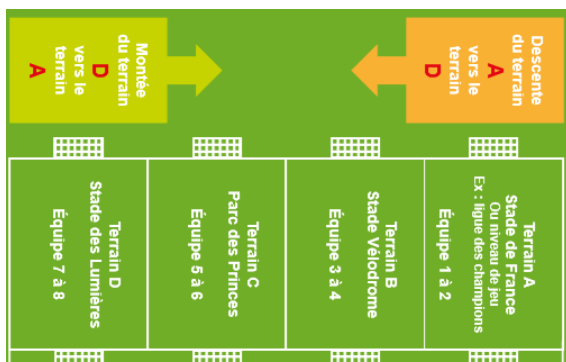 Descente
du terrain
A
vers le
terrain
D
Montée
du terrain
D
vers le
terrain
A
Terrain A
Stade de France
Ou niveau de jeu
Ex : ligue des champions
Équipe 1 à 2
Terrain B
Stade Vélodrome
Équipe 3 à 4
Terrain C
Parc des Princes
Équipe 5 à 6
Terrain D
Stade des Lumières
Équipe 7 à 8